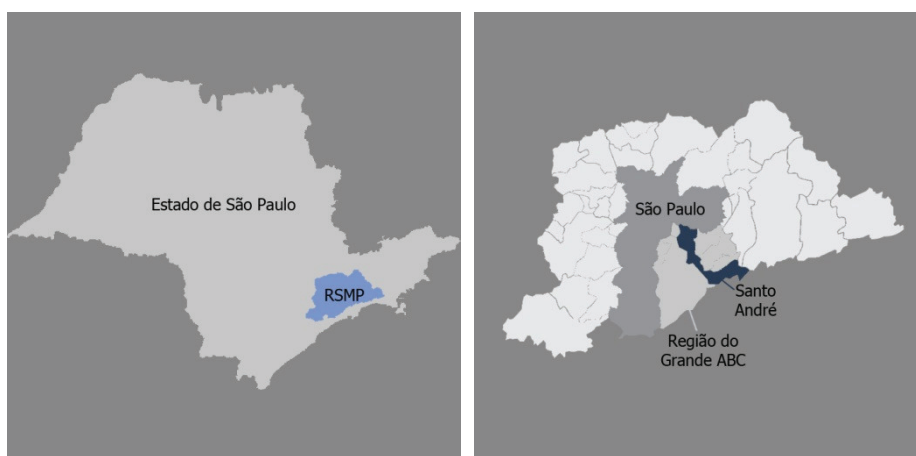 Estado de São Paulo
RSMP
São Paulo
Santo
André
Região do
Grande ABC